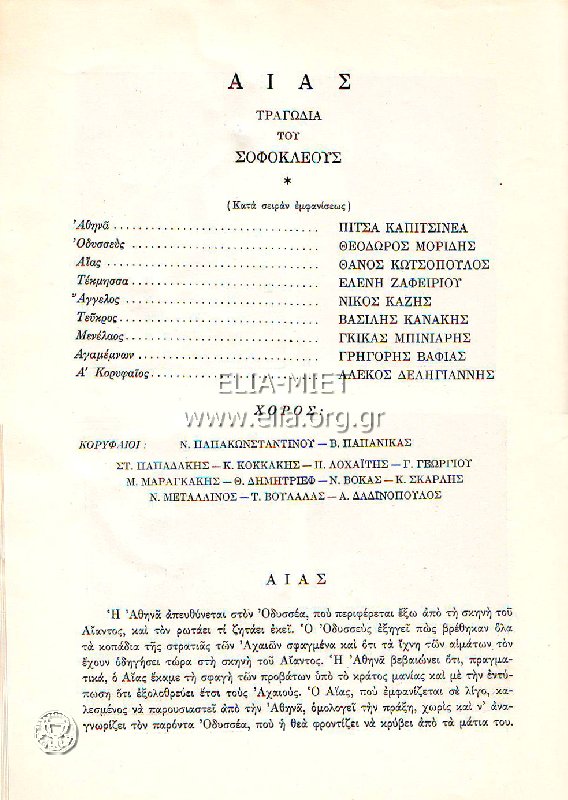 ΑΙΑΣ
ΤΡΑΓΩΔΙΑ
ΤΟΥ
ΣΟΦΟΚΛΕΟΥΣ
*
(Κατὰ σειρὰν ἐμφανίσεως)
Ἀθηνᾶ ................................ ΠΙΤΣΑ ΚΑΠΙΤΣΙΝΕΑ
Ὀδυσσεὺς ............................. ΘΕΟΔΩΡΟΣ ΜΟΡΙΔΗΣ
Αἴας ................................. ΘΑΝΟΣ ΚΩΤΣΟΠΟΥΛΟΣ
Τέκμησσα ............................. ΕΛΕΝΗ ΖΑΦΕΙΡΙΟΥ
Ἄγγελος .............................. ΝΙΚΟΣ ΚΑΖΗΣ
Τεῦκρος .............................. ΒΑΣΙΛΗΣ ΚΑΝΑΚΗΣ
Μενέλαος ............................. ΓΚΙΚΑΣ ΜΠΙΝΙΑΡΗΣ
Αγαμέμνων ............................ ΓΡΗΓΟΡΗΣ ΒΑΦΙΑΣ
Α' Κορυφαῖος ......................... ΑΛΕΚΟΣ ΔΕΛΗΓΙΑΝΝΗΣ
ELIA-MIET
ΧΟΡΟΣ:
www.elia.org.gr
ΚΟΡΥΦΑΙΟΙ: Ν. ΠΑΠΑΚΩΝΣΤΑΝΤΙΝΟΥ — Β. ΠΑΠΑΝΙΚΑΣ
ΣΤ. ΠΑΠΑΔΑΚΗΣ — Κ. ΚΟΚΚΑΚΗΣ — Π. ΛΟΧΑΪΤΗΣ — Γ. ΓΕΩΡΓΙΟΥ
Μ. ΜΑΡΑΓΚΑΚΗΣ — Θ. ΔΗΜΗΤΡΙΕΦ — Ν. ΒΟΚΑΣ — Κ. ΣΚΑΡΛΗΣ
Ν. ΜΕΤΑΛΛΙΝΟΣ — Τ. ΒΟΥΛΑΛΑΣ — Α. ΔΑΔΙΝΟΠΟΥΛΟΣ
ΑΙΑΣ
Ἡ Ἀθηνᾶ ἀπευθύνεται στὸν Ὀδυσσέα, ποὺ περιφέρεται ἔξω ἀπὸ τὴ σκηνὴ τοῦ
Αἴαντος, καὶ τὸν ρωτάει τί ζητάει ἐκεῖ. Ὁ Ὀδυσσεὺς ἐξηγεῖ πὼς βρέθηκαν ὅλα
τὰ κοπάδια τῆς στρατιᾶς τῶν Ἀχαιῶν σφαγμένα καὶ ὅτι τὰ ἴχνη τῶν αἱμάτων τὸν
ἔχουν ὁδηγήσει τώρα στὴ σκηνὴ τοῦ Αἴαντος. Ἡ Ἀθηνᾶ βεβαιώνει ὅτι, πραγμα-
τικά, ὁ Αἴας ἔκαμε τὴ σφαγὴ τῶν προβάτων ὑπὸ τὸ κράτος μανίας καὶ μὲ τὴν ἐντύ-
πωση ὅτι ἐξολοθρεύει ἔτσι τοὺς Ἀχαιούς. Ὁ Αἴας, ποὺ ἐμφανίζεται σὲ λίγο, κα-
λεσμένος νὰ παρουσιαστεῖ ἀπὸ τὴν Ἀθηνᾶ, ὁμολογεῖ τὴν πράξη, χωρὶς καὶ ν' ἀνα-
γνωρίζει τὸν παρόντα Ὀδυσσέα, ποὺ ἡ θεὰ φροντίζει νὰ κρύβει ἀπὸ τὰ μάτια του.